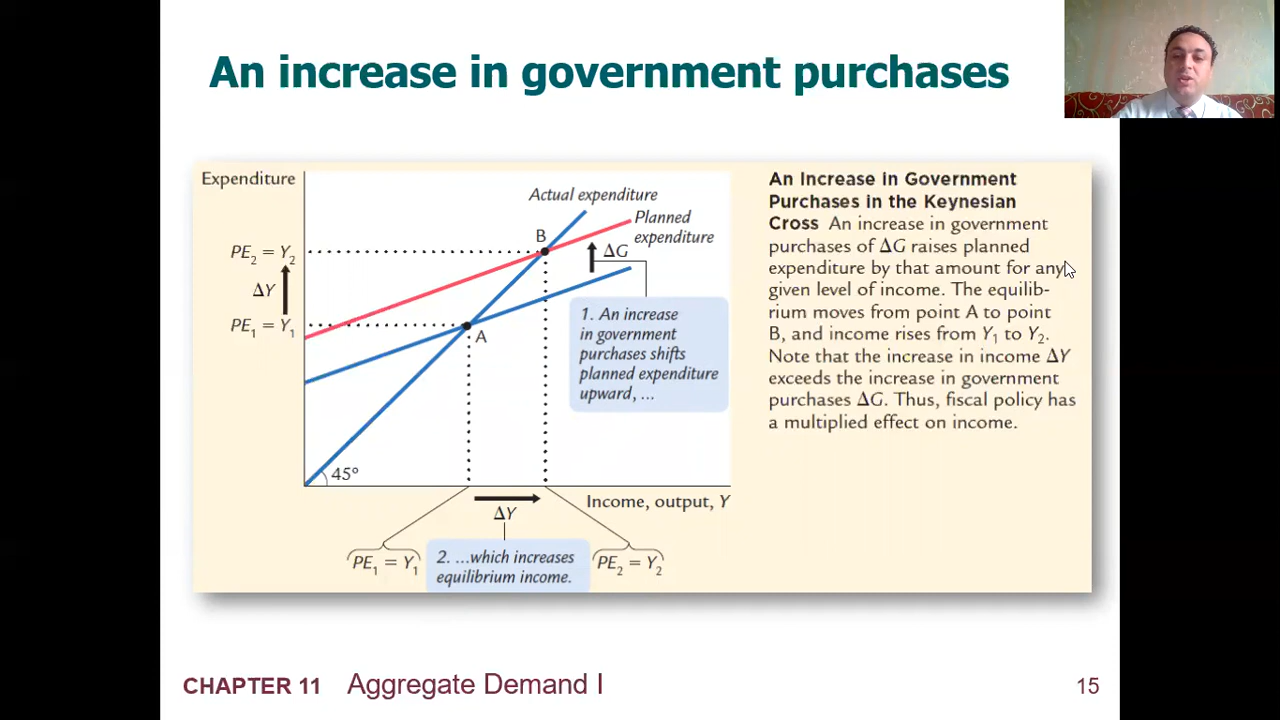 An increase in government purchases
Expenditure
Actual expenditure
Planned
expenditure
B
ΔG
PE2 = Y2
ΔY
PE1 = Y1
A
1. An increase
in government
purchases shifts
planned expenditure
upward, ...
45°
Income, output, Y
ΔY
PE1 = Y1
2. ...which increases
equilibrium income.
PE2 = Y2
An Increase in Government
Purchases in the Keynesian
Cross An increase in government
purchases of ΔG raises planned
expenditure by that amount for any
given level of income. The equilib-
rium moves from point A to point
B, and income rises from Y1 to Y2.
Note that the increase in income ΔY
exceeds the increase in government
purchases ΔG. Thus, fiscal policy has
a multiplied effect on income.
CHAPTER 11 Aggregate Demand I
15